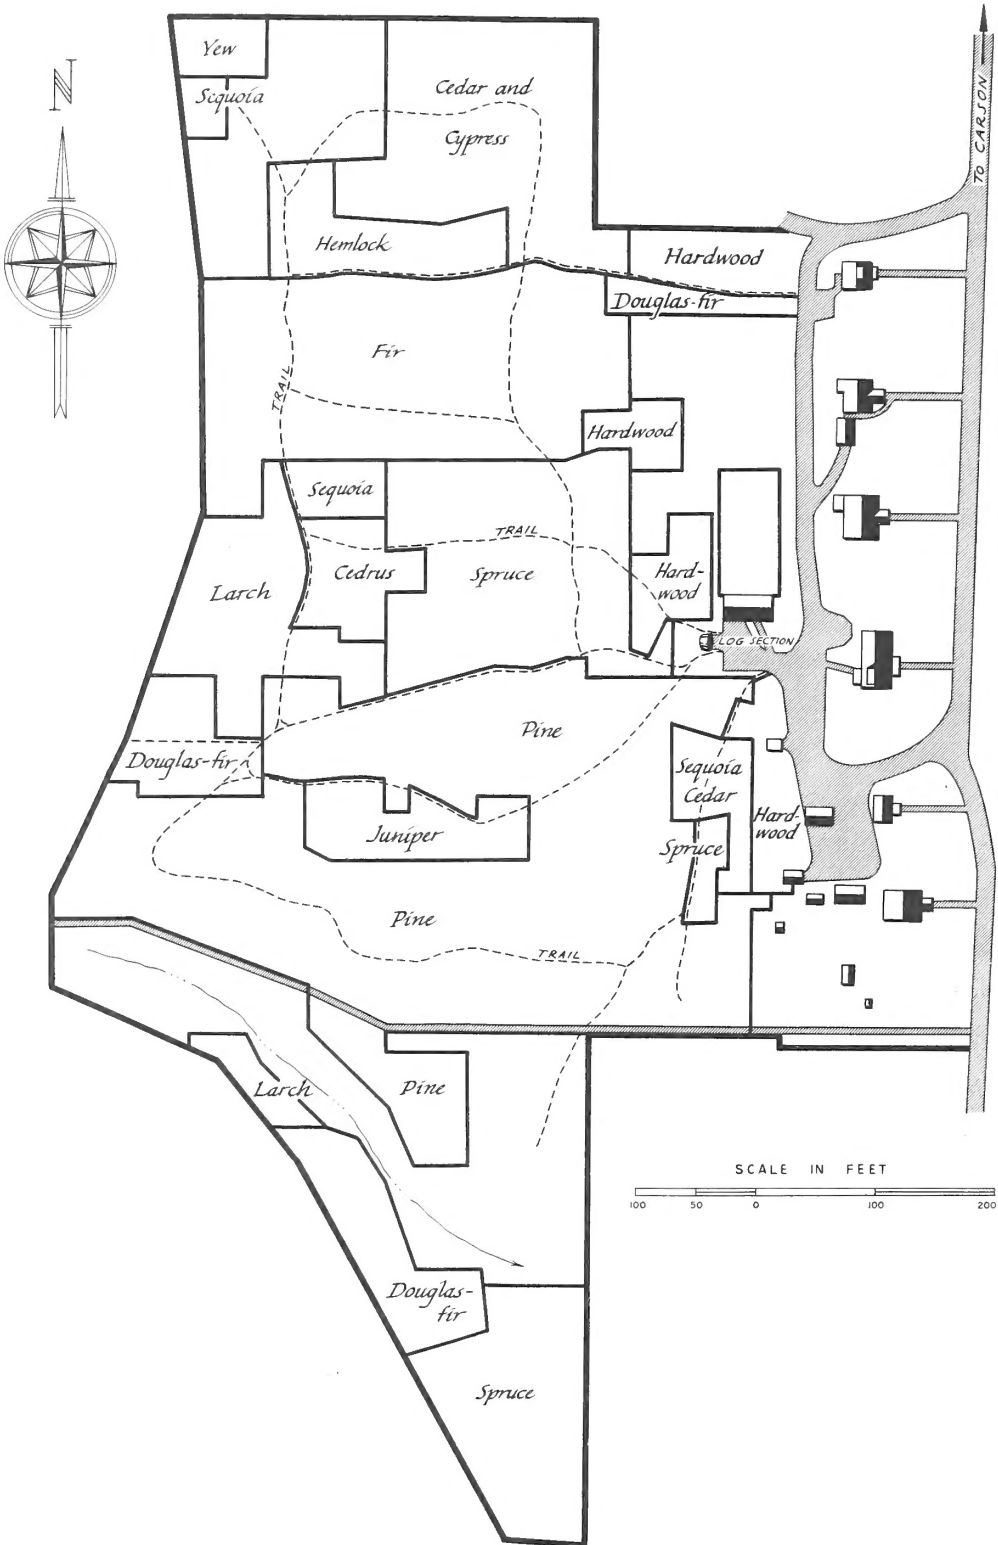 Yew
N
Sequoia
Cedar and
Cypress
TO CARSON
Hemlock
Hardwood
Douglas-fir
Fir
TRAIL
Hardwood
Sequoia
TRAIL
Cedrus
Spruce
Hard-
wood
Larch
LOG SECTION
Pine
Douglas-fir
Sequoia
Cedar
Hard-
wood
Juniper
Spruce
Pine
TRAIL
Larch
Pine
SCALE IN FEET
100 50 0 100 200
Douglas-
fir
Spruce